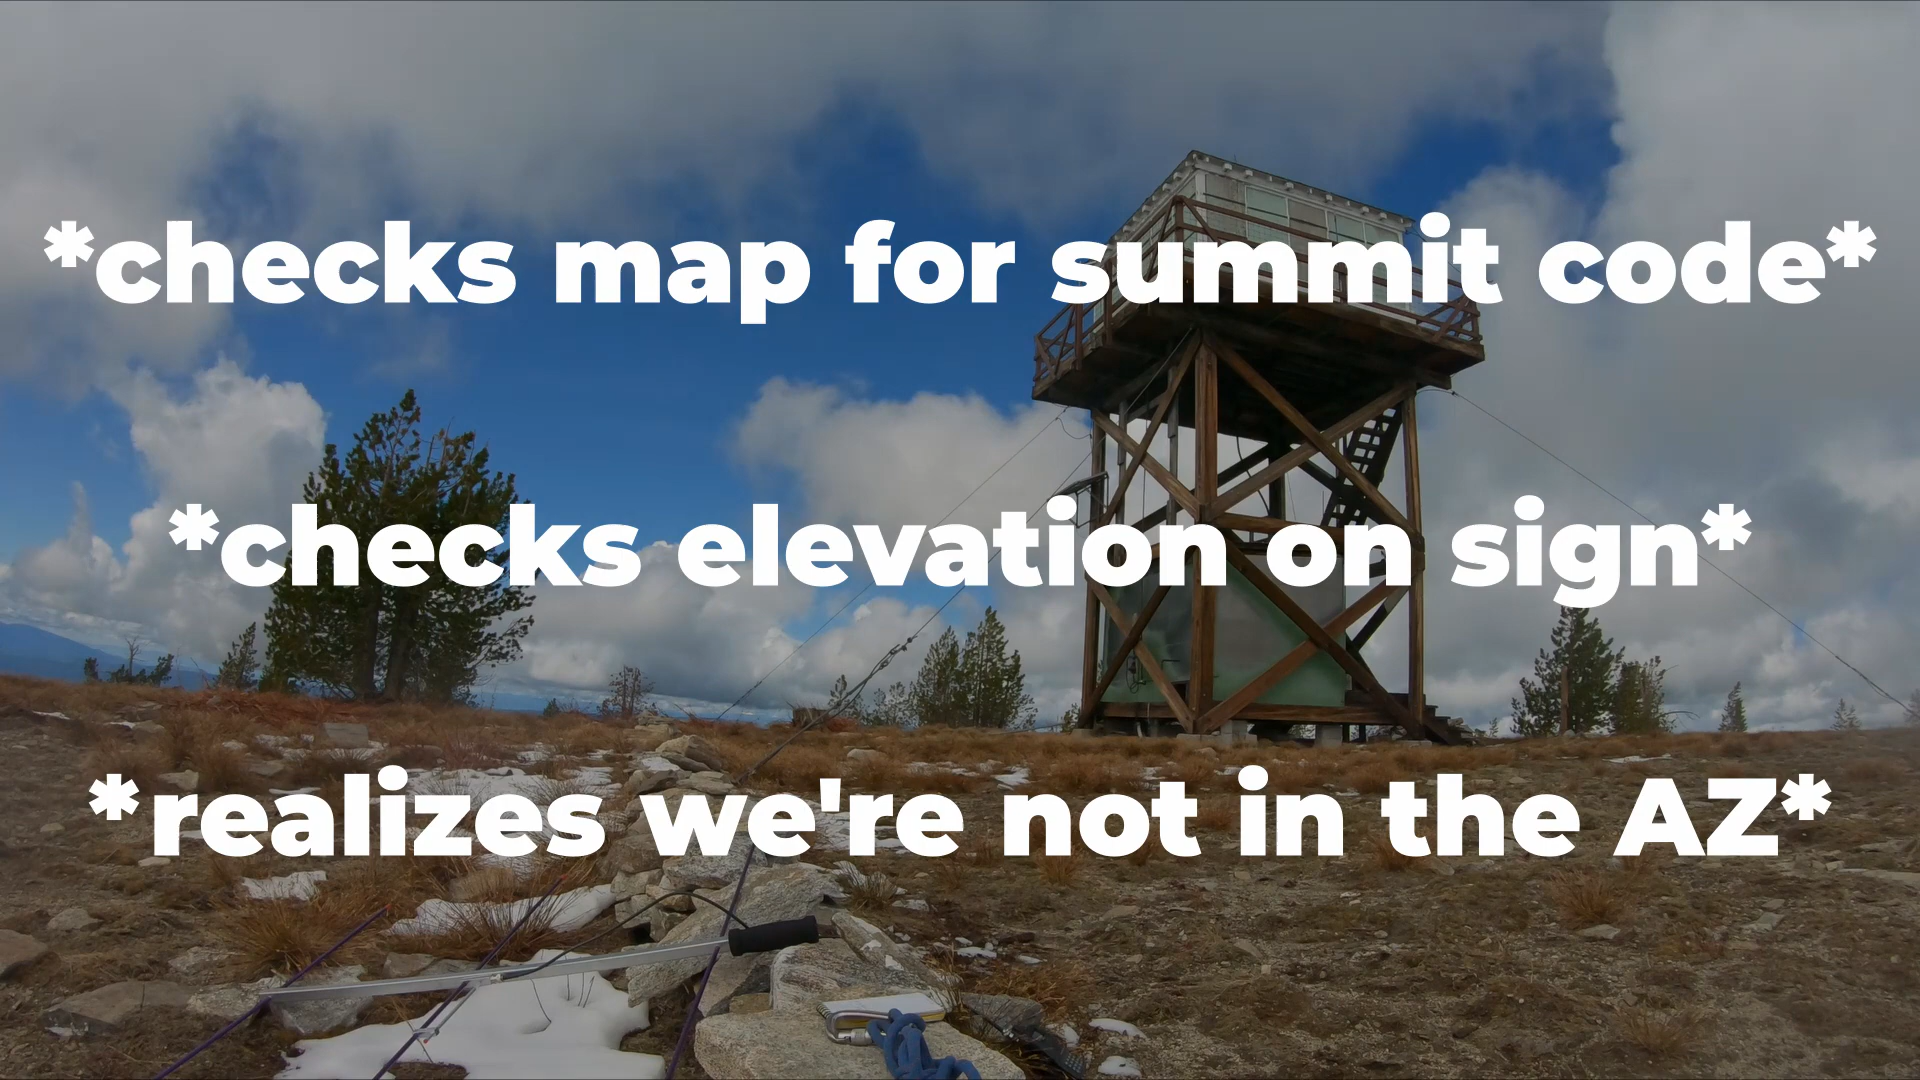 *checks map for summit code*
*checks elevation on sign*
*realizes we're not in the AZ*